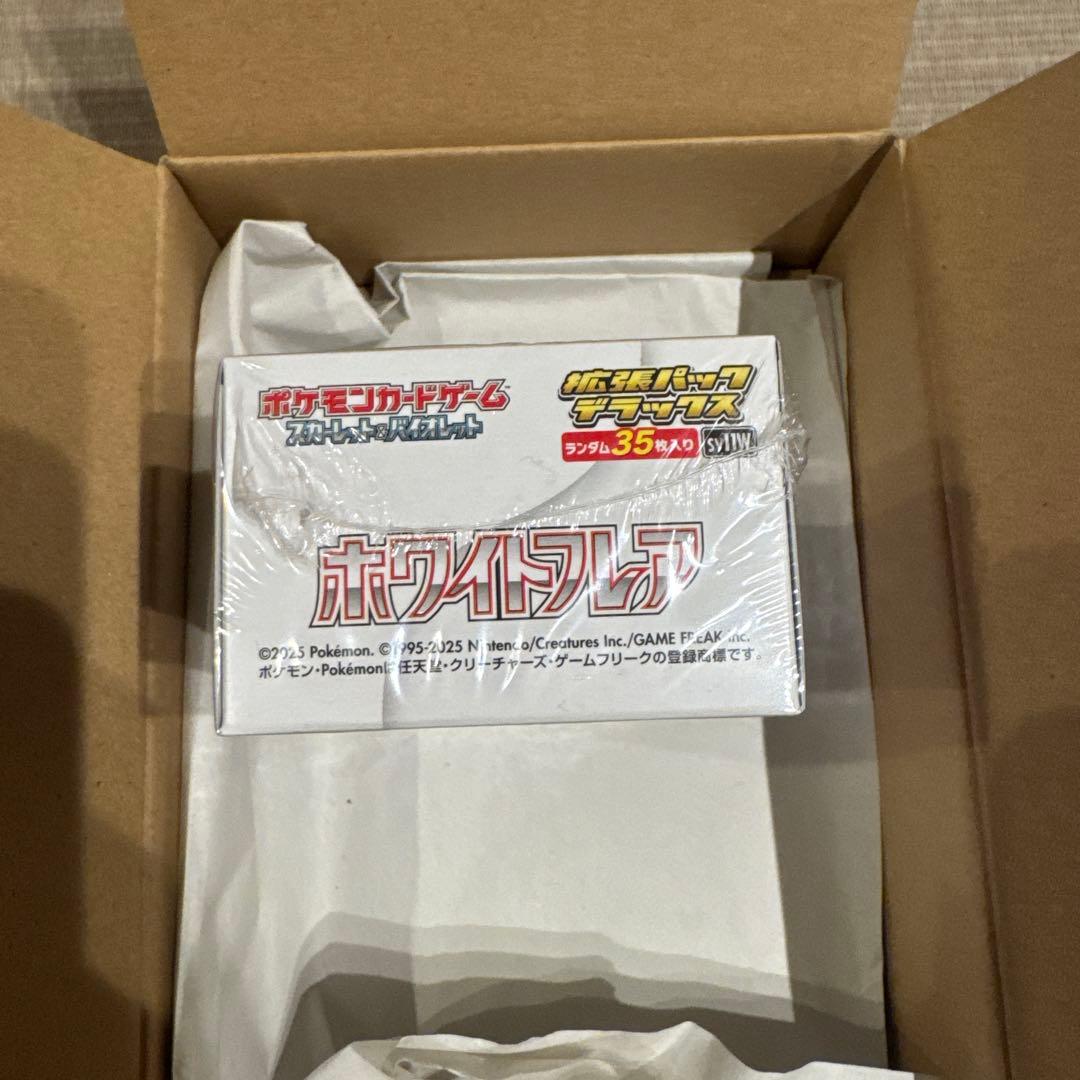 ポケモンカードゲーム™
スカーレット&バイオレット
拡張パック
デラックス
ランダム35枚入り
sv11W
ホワイトフレア
©2025 Pokémon. ©1995-2025 Nintendo/Creatures Inc./GAME FREAK inc.
ポケモン・Pokémonは任天堂・クリーチャーズ・ゲームフリークの登録商標です。